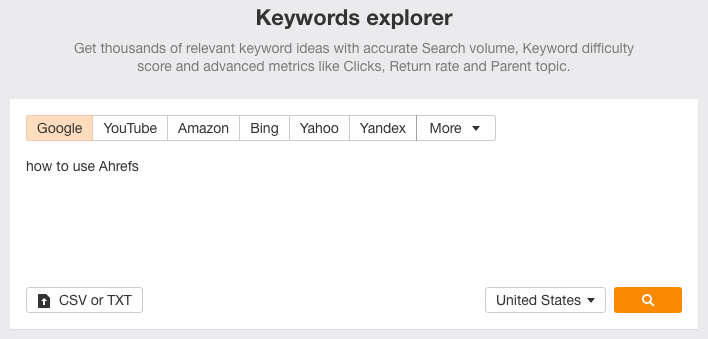 Keywords explorer
Get thousands of relevant keyword ideas with accurate Search volume, Keyword difficulty
score and advanced metrics like Clicks, Return rate and Parent topic.
Google YouTube Amazon Bing Yahoo Yandex More
how to use Ahrefs
CSV or TXT United States